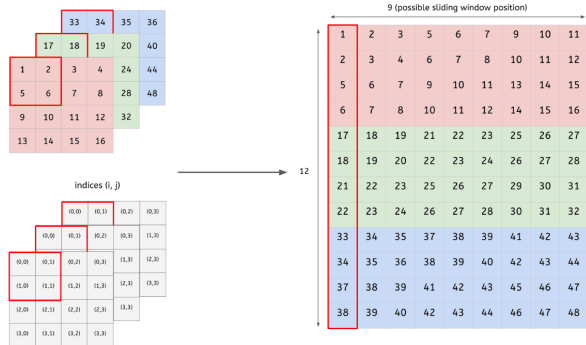 33 34 35 36
17 18 19 20 40
1 2 3 4 24 44
5 6 7 8 28 48
9 10 11 12 32
13 14 15 16
indices (i, j)
(0,0) (0,1) (0,2) (0,3)
(0,0) (0,1) (0,2) (0,3) (1,3)
(0,0) (0,1) (0,2) (0,3) (1,3) (2,3)
(1,0) (1,1) (1,2) (1,3) (2,3) (3,3)
(2,0) (2,1) (2,2) (2,3) (3,3)
(3,0) (3,1) (3,2) (3,3)
9 (possible sliding window position)
12
1 2 3 5 6 7 9 10 11
2 3 4 6 7 8 10 11 12
5 6 7 9 10 11 13 14 15
6 7 8 10 11 12 14 15 16
17 18 19 21 22 23 25 26 27
18 19 20 22 23 24 26 27 28
21 22 23 25 26 27 29 30 31
22 23 24 26 27 28 30 31 32
33 34 35 37 38 39 41 42 43
34 35 36 38 39 40 42 43 44
37 38 39 41 42 43 45 46 47
38 39 40 42 43 44 46 47 48